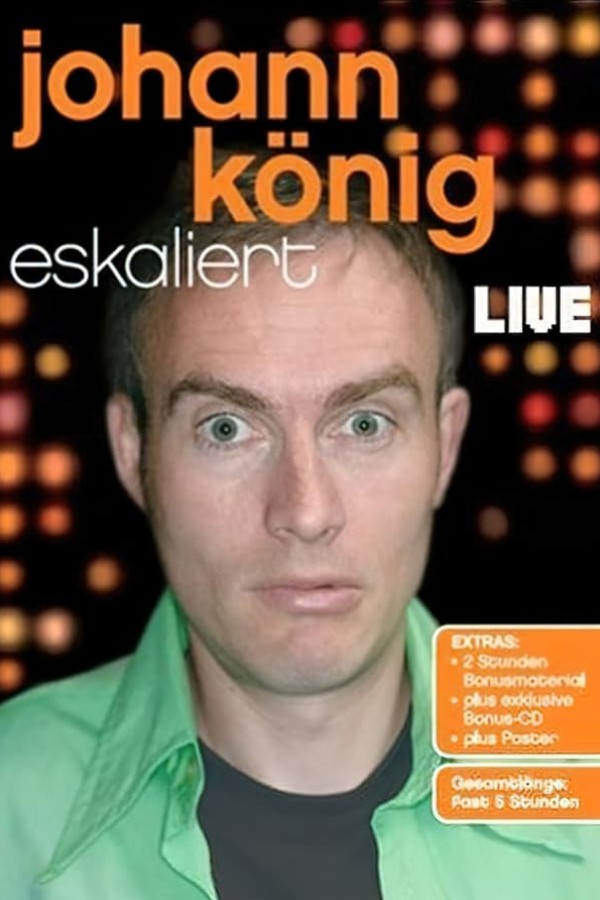 johann
könig
eskaliert
LIVE
EXTRAS:
• 2 Stunden
Bonusmaterial
• plus exklusive
Bonus-CD
• plus Poster
Gesamtlänge:
Fast 5 Stunden